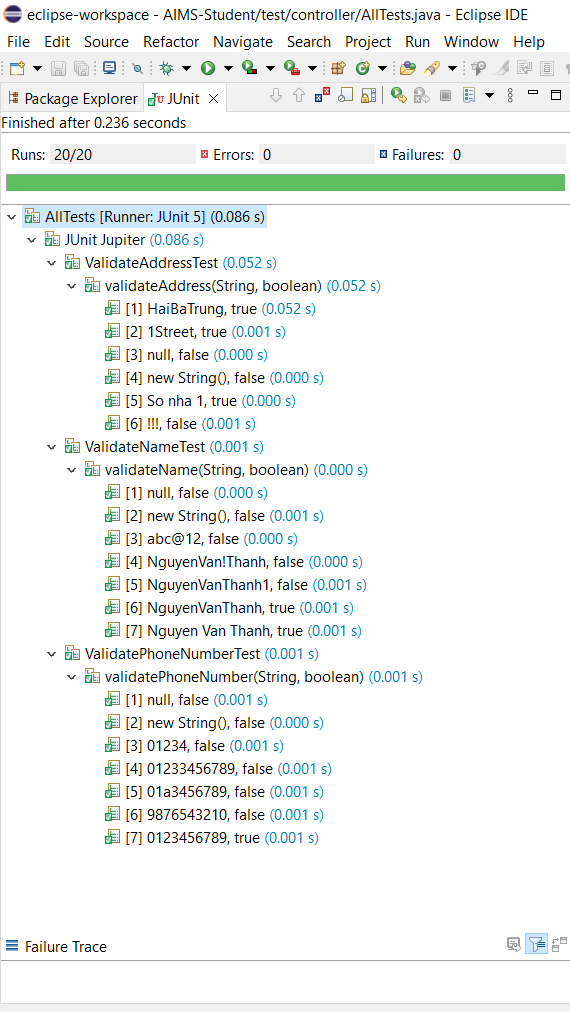 eclipse-workspace - AIMS-Student/test/controller/AllTests.java - Eclipse IDE
File Edit Source Refactor Navigate Search Project Run Window Help
Package Explorer JUnit
Finished after 0.236 seconds
Runs: 20/20 Errors: 0 Failures: 0
AllTests [Runner: JUnit 5] (0.086 s)
JUnit Jupiter (0.086 s)
ValidateAddressTest (0.052 s)
validateAddress(String, boolean) (0.052 s)
[1] HaiBaTrung, true (0.052 s)
[2] 1Street, true (0.001 s)
[3] null, false (0.000 s)
[4] new String(), false (0.000 s)
[5] So nha 1, true (0.000 s)
[6] !!!, false (0.001 s)
ValidateNameTest (0.001 s)
validateName(String, boolean) (0.000 s)
[1] null, false (0.000 s)
[2] new String(), false (0.001 s)
[3] abc@12, false (0.000 s)
[4] NguyenVan!Thanh, false (0.000 s)
[5] NguyenVanThanh1, false (0.001 s)
[6] NguyenVanThanh, true (0.001 s)
[7] Nguyen Van Thanh, true (0.001 s)
ValidatePhoneNumberTest (0.001 s)
validatePhoneNumber(String, boolean) (0.001 s)
[1] null, false (0.001 s)
[2] new String(), false (0.000 s)
[3] 01234, false (0.001 s)
[4] 01233456789, false (0.001 s)
[5] 01a3456789, false (0.001 s)
[6] 9876543210, false (0.001 s)
[7] 0123456789, true (0.001 s)
Failure Trace